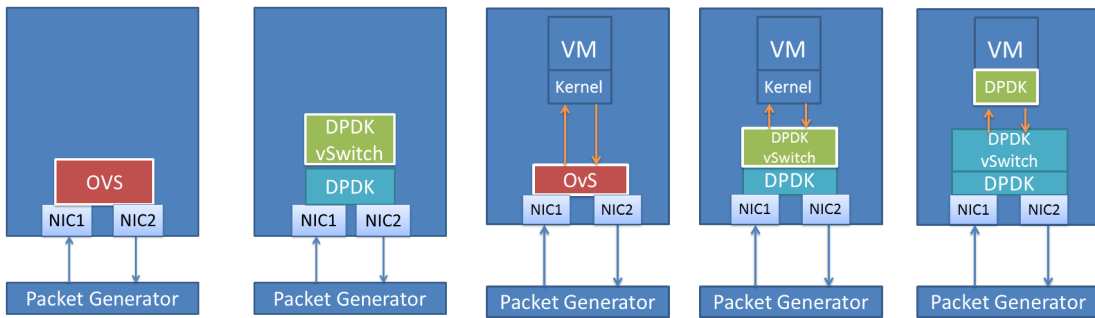 OVS
NIC1
NIC2
Packet Generator
DPDK
vSwitch
DPDK
NIC1
NIC2
Packet Generator
VM
Kernel
OvS
NIC1
NIC2
Packet Generator
VM
Kernel
DPDK
vSwitch
DPDK
NIC1
NIC2
Packet Generator
VM
DPDK
DPDK
vSwitch
DPDK
NIC1
NIC2
Packet Generator